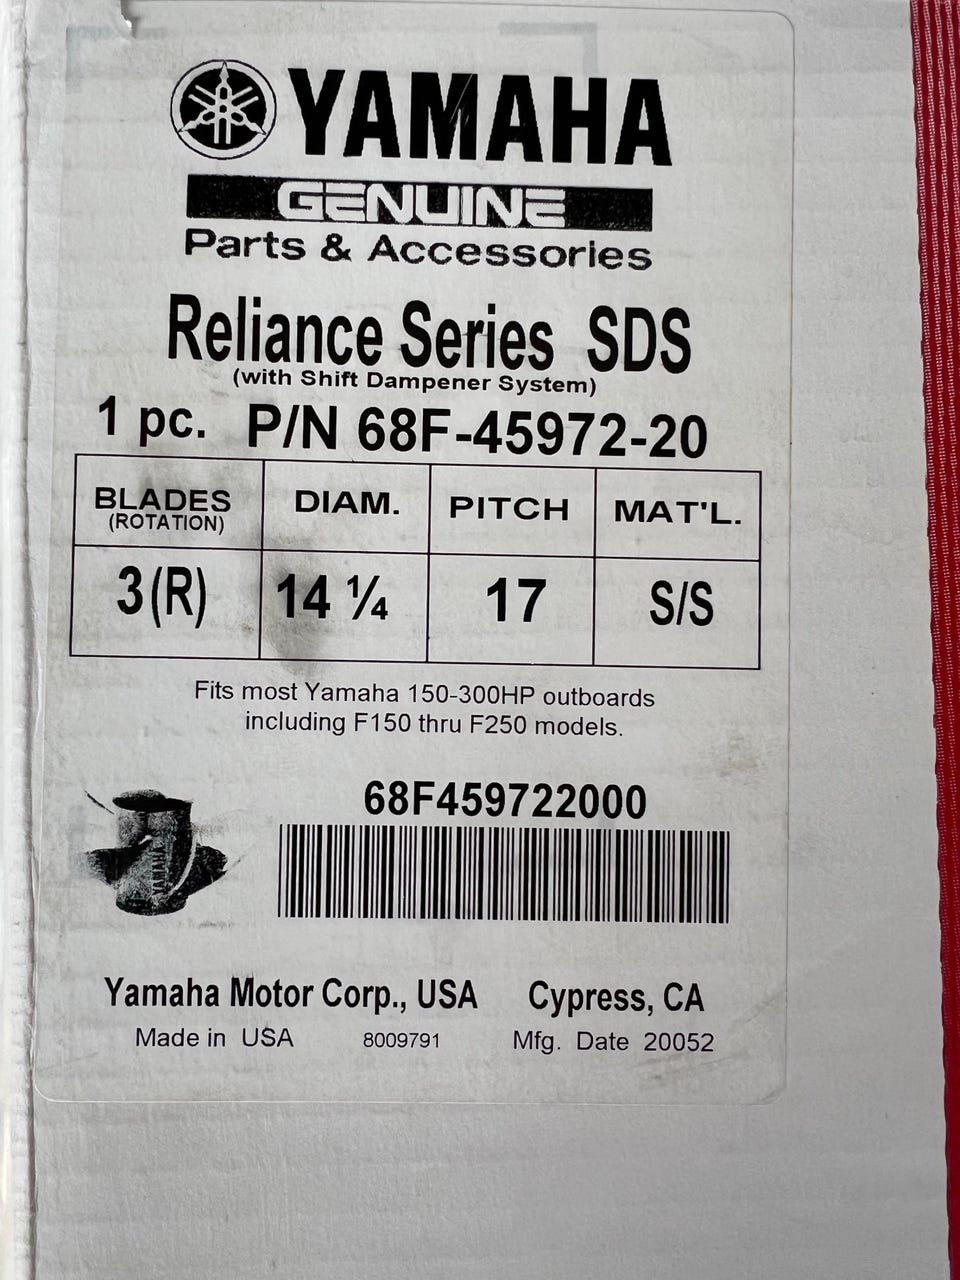 YAMAHA
GENUINE
Parts & Accessories
Reliance Series SDS
(with Shift Dampener System)
1 pc. P/N 68F-45972-20
BLADES DIAM. PITCH MAT'L.
(ROTATION)
3(R) 14 ¼ 17 S/S
Fits most Yamaha 150-300HP outboards
including F150 thru F250 models.
68F459722000
YAMAHA
Yamaha Motor Corp., USA Cypress, CA
Made in USA 8009791 Mfg. Date 20052